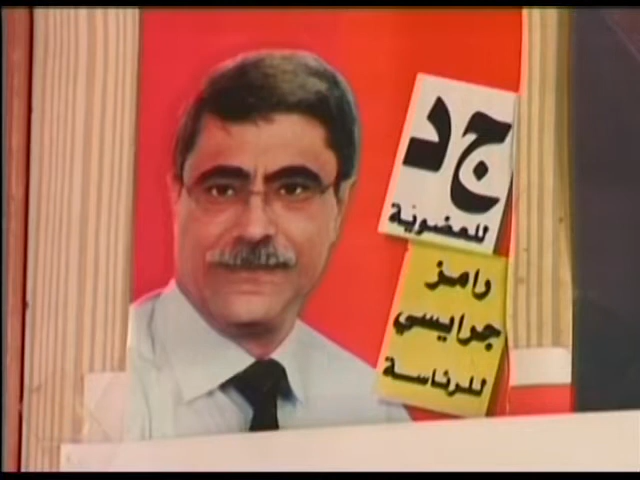 ج د
للعضوية
رامز
جرايسي
للرئاسة